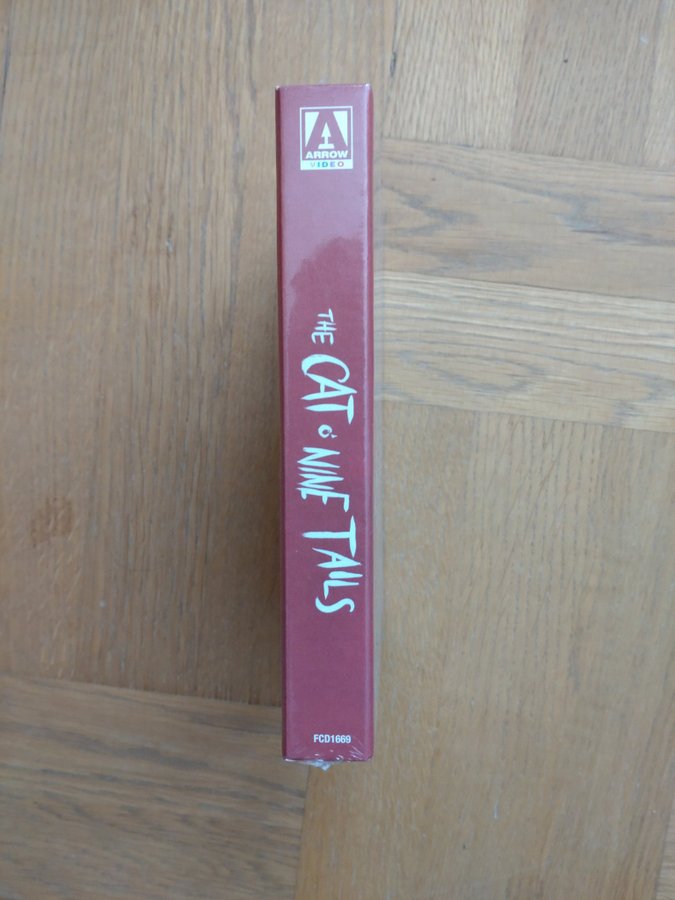 A
ARROW
VIDEO
THE CAT O' NINE TAILS
FCD1669